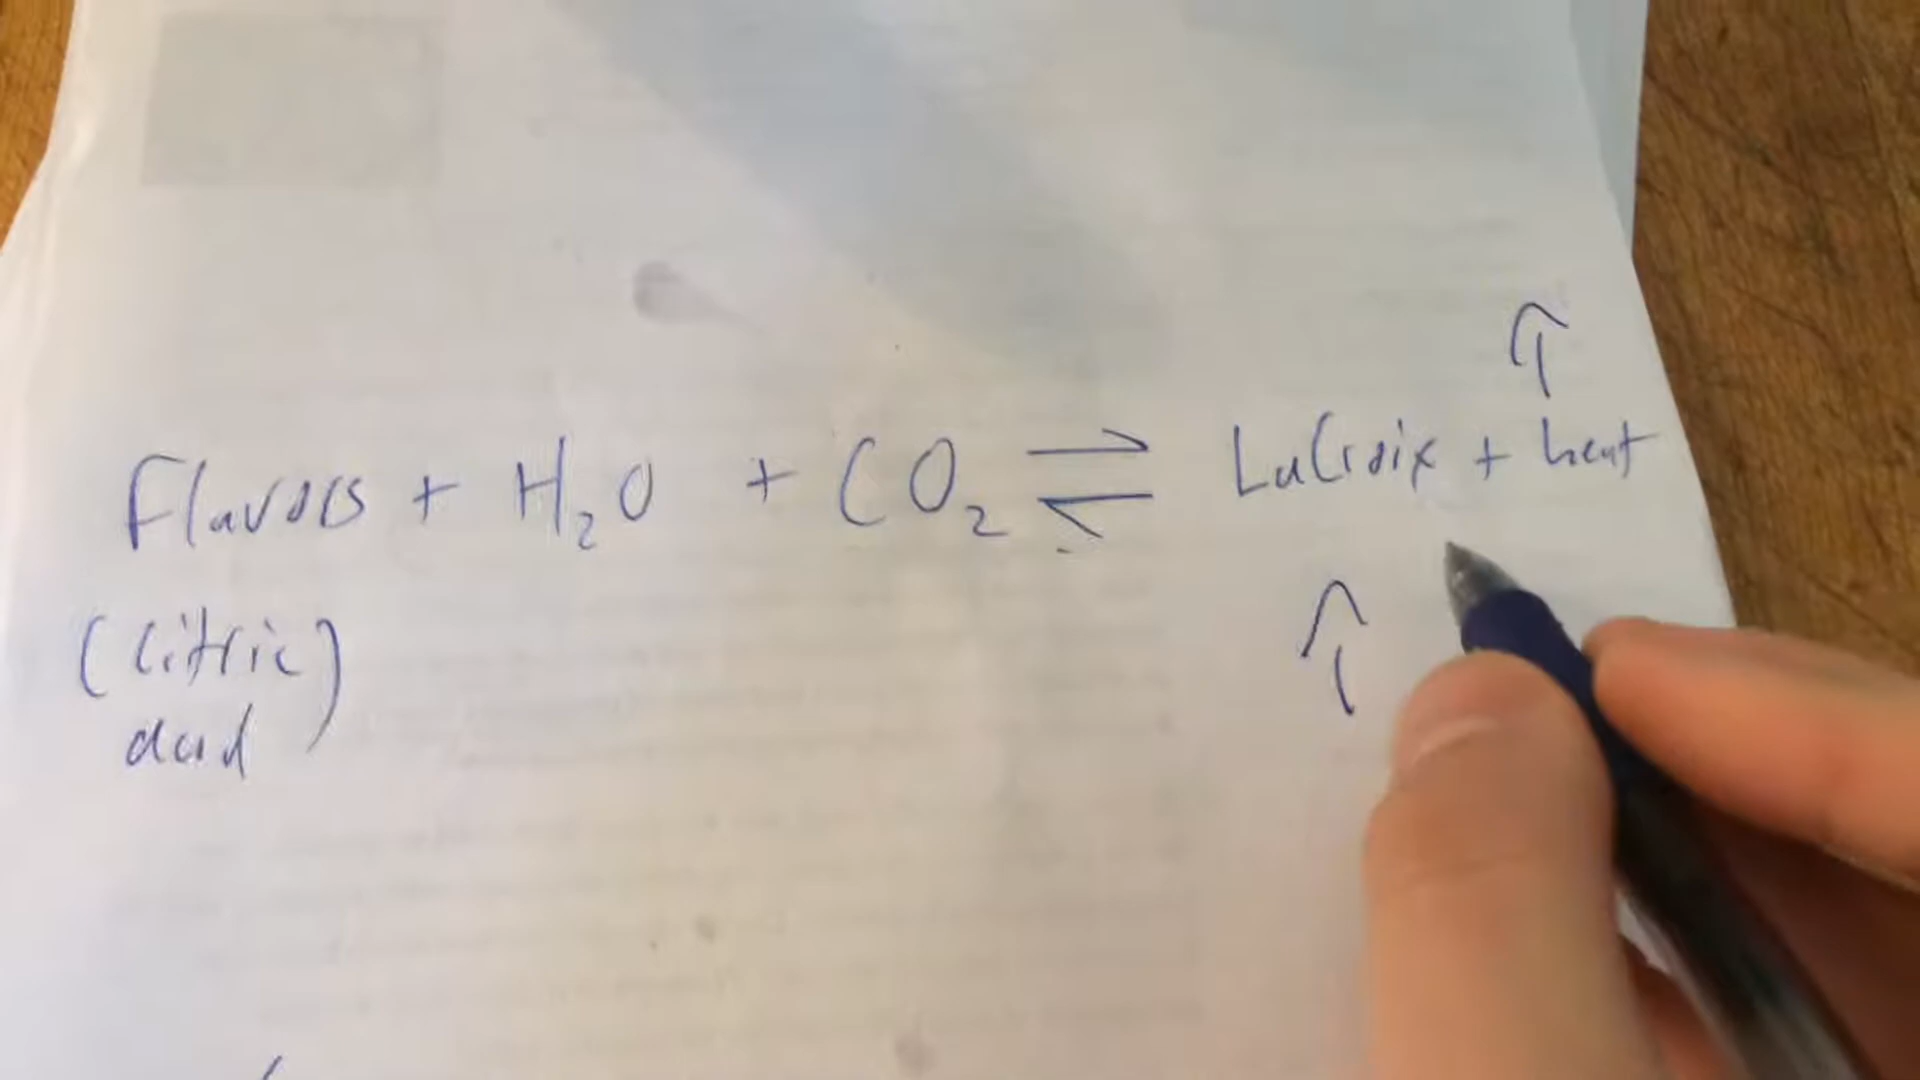 Flavors + H₂O + CO₂ ⇌ LaCroix + heat
(citric)
acid